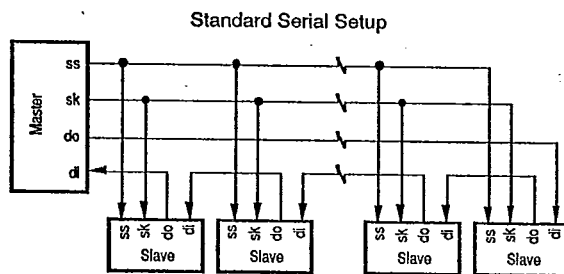 Standard Serial Setup
Master
ss
sk
do
di
ss sk do di
Slave
ss sk do di
Slave
ss sk do di
Slave
ss sk do di
Slave